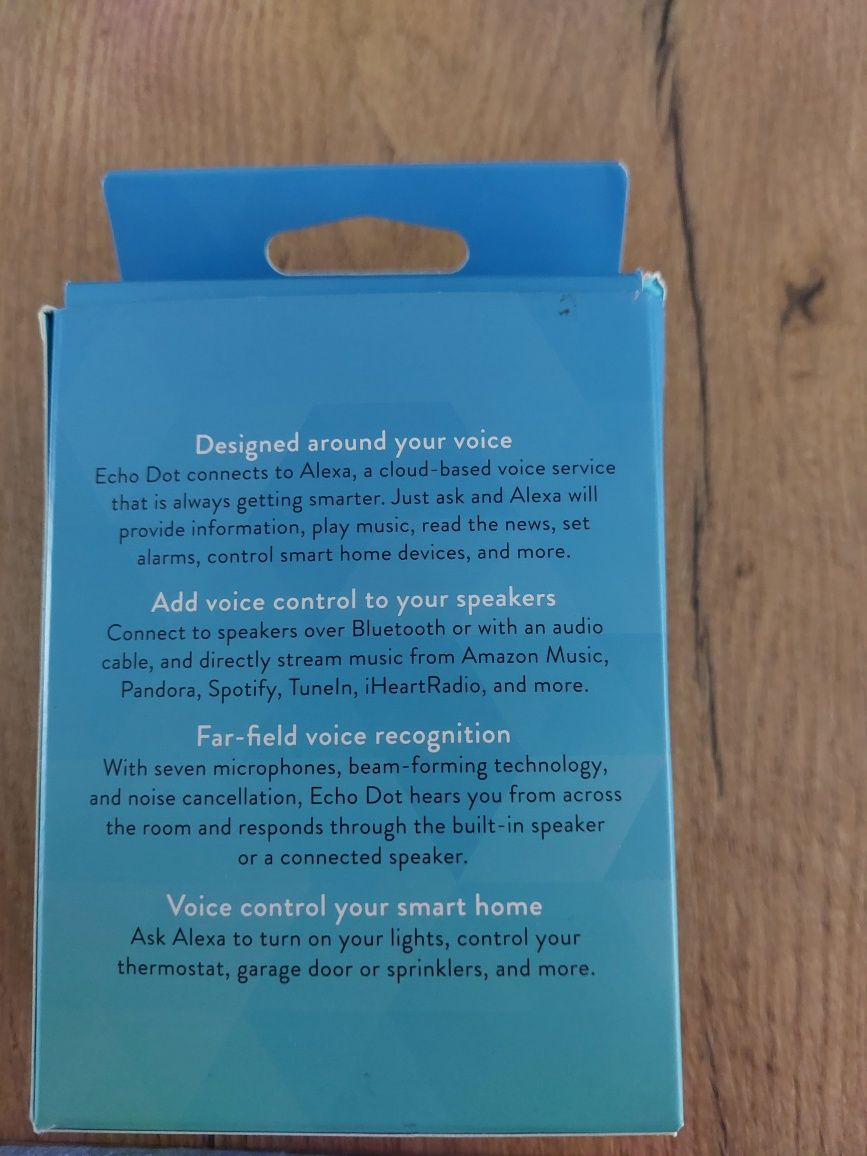 Designed around your voice
Echo Dot connects to Alexa, a cloud-based voice service
that is always getting smarter. Just ask and Alexa will
provide information, play music, read the news, set
alarms, control smart home devices, and more.
Add voice control to your speakers
Connect to speakers over Bluetooth or with an audio
cable, and directly stream music from Amazon Music,
Pandora, Spotify, TuneIn, iHeartRadio, and more.
Far-field voice recognition
With seven microphones, beam-forming technology,
and noise cancellation, Echo Dot hears you from across
the room and responds through the built-in speaker
or a connected speaker.
Voice control your smart home
Ask Alexa to turn on your lights, control your
thermostat, garage door or sprinklers, and more.